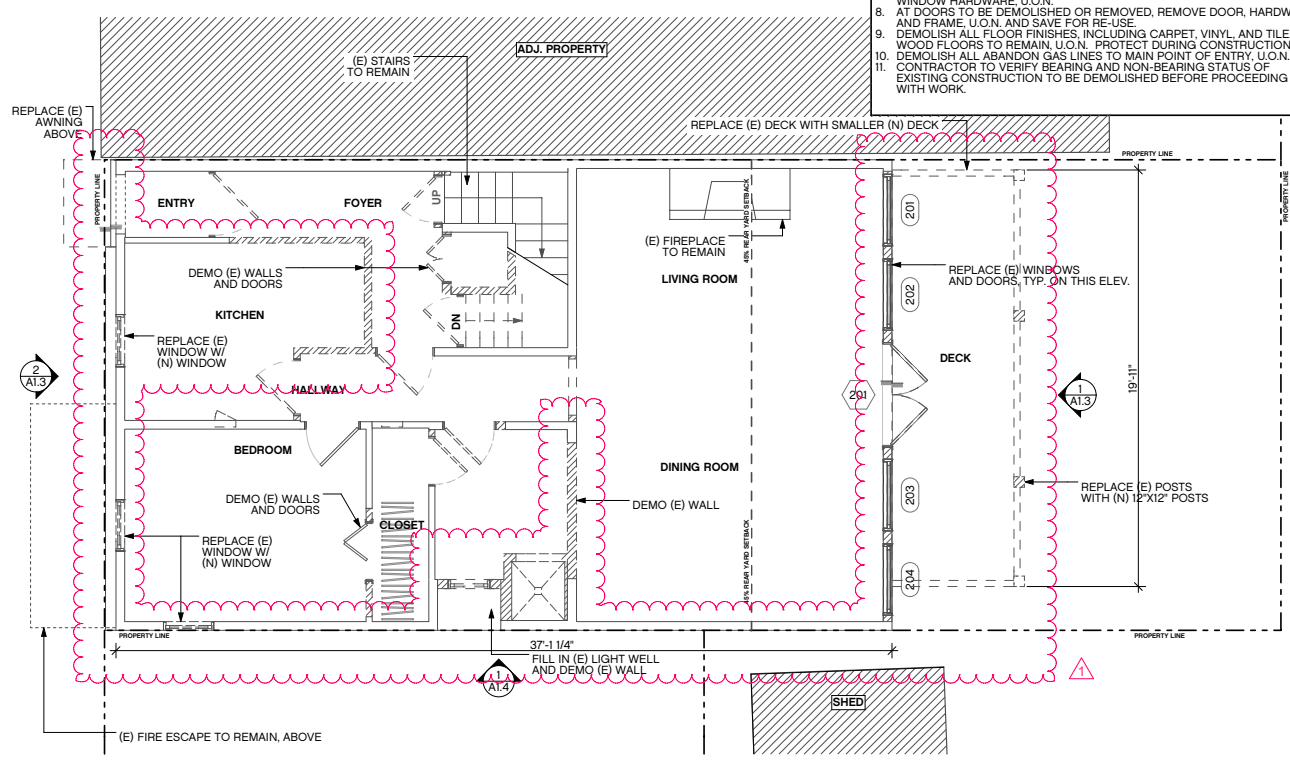 WINDOW HARDWARE, U.O.N.
8. AT DOORS TO BE DEMOLISHED OR REMOVED, REMOVE DOOR, HARDW
AND FRAME, U.O.N. AND SAVE FOR RE-USE.
9. DEMOLISH ALL FLOOR FINISHES, INCLUDING CARPET, VINYL, AND TILE
WOOD FLOORS TO REMAIN, U.O.N. PROTECT DURING CONSTRUCTION
10. DEMOLISH ALL ABANDON GAS LINES TO MAIN POINT OF ENTRY, U.O.N.
11. CONTRACTOR TO VERIFY BEARING AND NON-BEARING STATUS OF
EXISTING CONSTRUCTION TO BE DEMOLISHED BEFORE PROCEEDING
WITH WORK.
ADJ. PROPERTY
(E) STAIRS
TO REMAIN
REPLACE (E)
AWNING
ABOVE
REPLACE (E) DECK WITH SMALLER (N) DECK
PROPERTY LINE
PROPERTY LINE
PROPERTY LINE
ENTRY
FOYER
UP
45% REAR YARD SETBACK
201
(E) FIREPLACE
TO REMAIN
LIVING ROOM
DEMO (E) WALLS
AND DOORS
REPLACE (E) WINDOWS
AND DOORS, TYP. ON THIS ELEV.
202
KITCHEN
DN
REPLACE (E)
WINDOW W/
(N) WINDOW
DECK
2
A1.3
HALLWAY
201
1
A1.3
19'-11"
BEDROOM
DINING ROOM
DEMO (E) WALLS
AND DOORS
DEMO (E) WALL
203
REPLACE (E) POSTS
WITH (N) 12"X12" POSTS
CLOSET
REPLACE (E)
WINDOW W/
(N) WINDOW
45% REAR YARD SETBACK
204
PROPERTY LINE
PROPERTY LINE
37'-1 1/4"
FILL IN (E) LIGHT WELL
AND DEMO (E) WALL
1
A1.4
1
SHED
(E) FIRE ESCAPE TO REMAIN, ABOVE